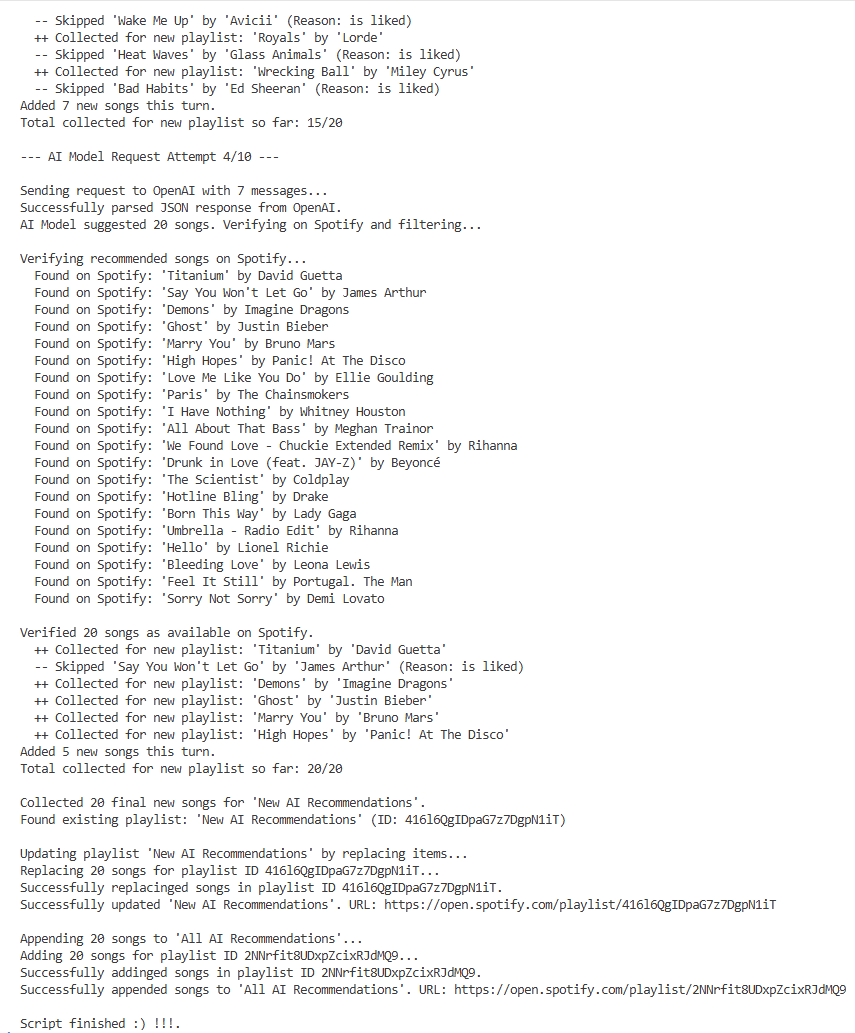 -- Skipped 'Wake Me Up' by 'Avicii' (Reason: is liked)
++ Collected for new playlist: 'Royals' by 'Lorde'
-- Skipped 'Heat Waves' by 'Glass Animals' (Reason: is liked)
++ Collected for new playlist: 'Wrecking Ball' by 'Miley Cyrus'
-- Skipped 'Bad Habits' by 'Ed Sheeran' (Reason: is liked)
Added 7 new songs this turn.
Total collected for new playlist so far: 15/20

--- AI Model Request Attempt 4/10 ---

Sending request to OpenAI with 7 messages...
Successfully parsed JSON response from OpenAI.
AI Model suggested 20 songs. Verifying on Spotify and filtering...

Verifying recommended songs on Spotify...
Found on Spotify: 'Titanium' by David Guetta
Found on Spotify: 'Say You Won't Let Go' by James Arthur
Found on Spotify: 'Demons' by Imagine Dragons
Found on Spotify: 'Ghost' by Justin Bieber
Found on Spotify: 'Marry You' by Bruno Mars
Found on Spotify: 'High Hopes' by Panic! At The Disco
Found on Spotify: 'Love Me Like You Do' by Ellie Goulding
Found on Spotify: 'Paris' by The Chainsmokers
Found on Spotify: 'I Have Nothing' by Whitney Houston
Found on Spotify: 'All About That Bass' by Meghan Trainor
Found on Spotify: 'We Found Love - Chuckie Extended Remix' by Rihanna
Found on Spotify: 'Drunk in Love (feat. JAY-Z)' by Beyoncé
Found on Spotify: 'The Scientist' by Coldplay
Found on Spotify: 'Hotline Bling' by Drake
Found on Spotify: 'Born This Way' by Lady Gaga
Found on Spotify: 'Umbrella - Radio Edit' by Rihanna
Found on Spotify: 'Hello' by Lionel Richie
Found on Spotify: 'Bleeding Love' by Leona Lewis
Found on Spotify: 'Feel It Still' by Portugal. The Man
Found on Spotify: 'Sorry Not Sorry' by Demi Lovato

Verified 20 songs as available on Spotify.
++ Collected for new playlist: 'Titanium' by 'David Guetta'
-- Skipped 'Say You Won't Let Go' by 'James Arthur' (Reason: is liked)
++ Collected for new playlist: 'Demons' by 'Imagine Dragons'
++ Collected for new playlist: 'Ghost' by 'Justin Bieber'
++ Collected for new playlist: 'Marry You' by 'Bruno Mars'
++ Collected for new playlist: 'High Hopes' by 'Panic! At The Disco'
Added 5 new songs this turn.
Total collected for new playlist so far: 20/20

Collected 20 final new songs for 'New AI Recommendations'.
Found existing playlist: 'New AI Recommendations' (ID: 416l6QgIDpaG7z7DgpN1iT)

Updating playlist 'New AI Recommendations' by replacing items...
Replacing 20 songs for playlist ID 416l6QgIDpaG7z7DgpN1iT...
Successfully replacinged songs in playlist ID 416l6QgIDpaG7z7DgpN1iT.
Successfully updated 'New AI Recommendations'. URL: https://open.spotify.com/playlist/416l6QgIDpaG7z7DgpN1iT

Appending 20 songs to 'All AI Recommendations'...
Adding 20 songs for playlist ID 2NNrfit8UDxpZcixRJdMQ9...
Successfully addinged songs in playlist ID 2NNrfit8UDxpZcixRJdMQ9.
Successfully appended songs to 'All AI Recommendations'. URL: https://open.spotify.com/playlist/2NNrfit8UDxpZcixRJdMQ9

Script finished :) !!!.